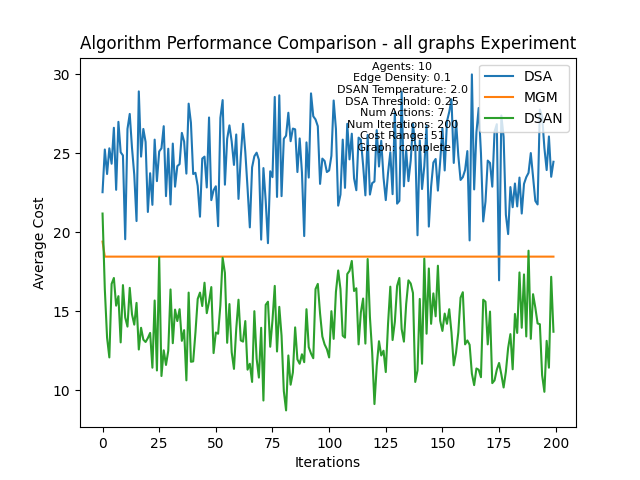 Algorithm Performance Comparison - all graphs Experiment
Agents: 10
Edge Density: 0.1
DSAN Temperature: 2.0
DSA Threshold: 0.25
Num Actions: 7
Num Iterations: 200
Cost Range: 51
Graph: complete
DSA
MGM
DSAN
Average Cost
30
25
20
15
10
0 25 50 75 100 125 150 175 200
Iterations